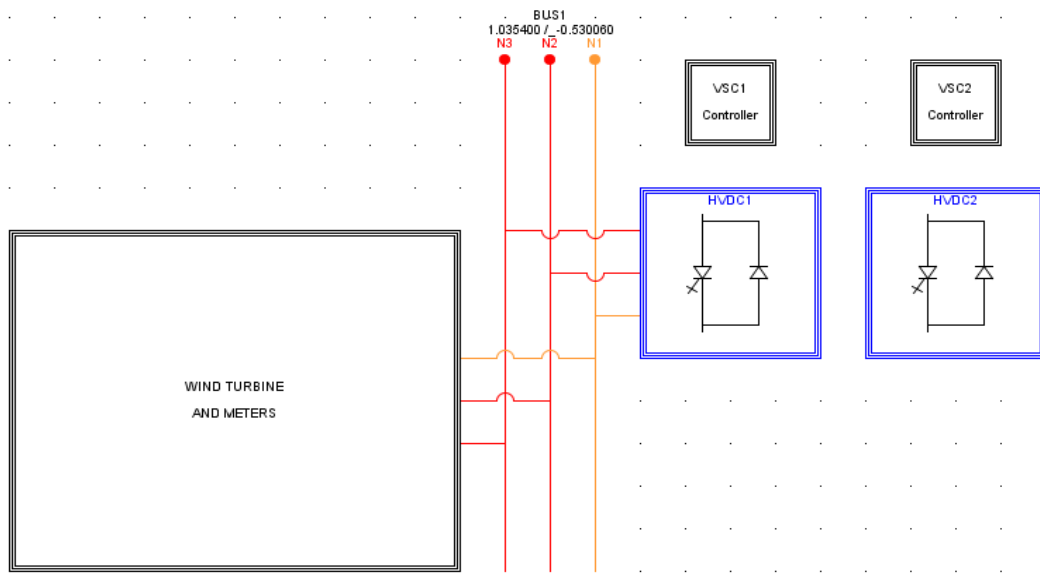 BUS1
1.035400 /_-0.530060
N3 N2 N1
VSC1
Controller
VSC2
Controller
HVDC1
HVDC2
WIND TURBINE
AND METERS